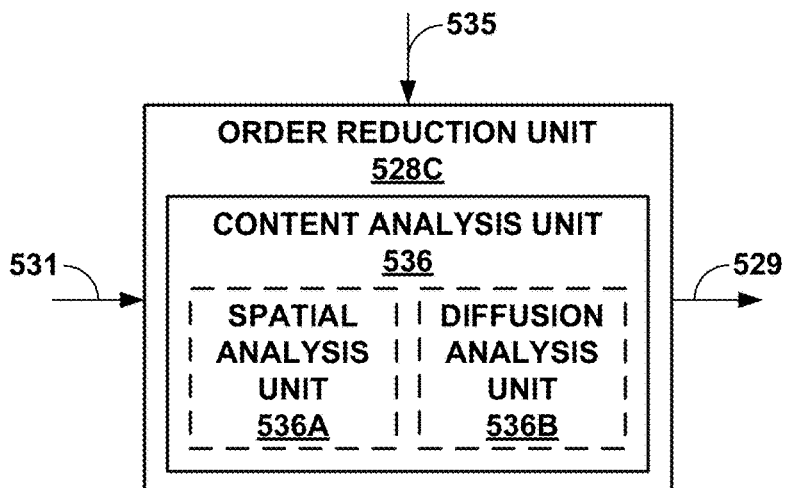 535
ORDER REDUCTION UNIT
528C
CONTENT ANALYSIS UNIT
536
531
529
SPATIAL
ANALYSIS
UNIT
536A
DIFFUSION
ANALYSIS
UNIT
536B